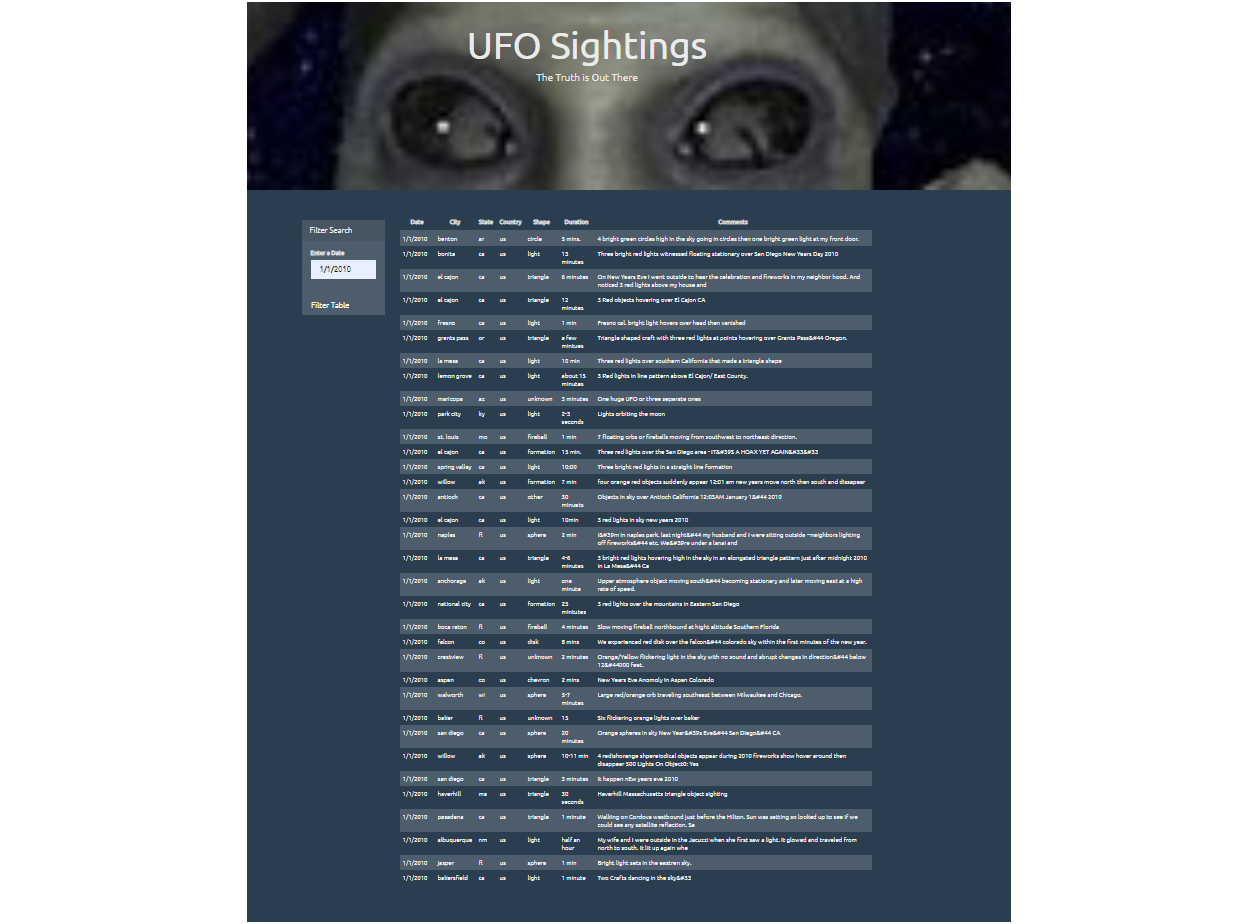 UFO Sightings
The Truth is Out There
Filter Search
Enter a Date
1/1/2010
Filter Table
Date City State Country Shape Duration Comments
1/1/2010 benton ar us circle 5 mins. 4 bright green circles high in the sky going in circles then one bright green light at my front door.
1/1/2010 bonita ca us light 13 minutes Three bright red lights witnessed floating stationary over San Diego New Years Day 2010
1/1/2010 el cajon ca us triangle 6 minutes On New Years Eve I went outside to hear the celebration and fireworks in my neighbor hood. And
noticed 3 red lights above my house and
1/1/2010 el cajon ca us triangle 12 minutes 3 Red objects hovering over El Cajon CA
1/1/2010 fresno ca us light 1 min Fresno cal. bright light hovers over head then vanished
1/1/2010 grants pass or us triangle a few mintues Triangle shaped craft with three red lights at points hovering over Grants Pass&#44 Oregon.
1/1/2010 la mesa ca us light 10 min Three red lights over southern California that made a triangle shape
1/1/2010 lemon grove ca us light about 15 minutes 3 Red lights in line pattern above El Cajon/ East County.
1/1/2010 maricopa az us unknown 3 minutes One huge UFO or three seperate ones
1/1/2010 park city ky us light 2-3 seconds Lights orbiting the moon
1/1/2010 st. louis mo us fireball 1 min 7 floating orbs or fireballs moving from southwest to northeast direction.
1/1/2010 el cajon ca us formation 15 min. Three red lights over the San Diego area - IT&#39S A HOAX YET AGAIN&#33&#33
1/1/2010 spring valley ca us light 10:00 Three bright red lights in a straight line formation
1/1/2010 willow ak us formation 7 min four orange red objects suddenly appear 12:01 am new years move north then south and dissapear
1/1/2010 antioch ca us other 30 minuets Objects in sky over Antioch California 12:03AM January 1&#44 2010
1/1/2010 el cajon ca us light 10min 3 red lights in sky new years 2010
1/1/2010 naples fl us sphere 2 min I&#39m in naples park. last night&#44 my husband and I were sitting outside ~neighbors lighting
off fireworks&#44 etc. We&#39re under a lanai and
1/1/2010 la mesa ca us triangle 4-6 minutes 3 bright red lights hovering high in the sky in an elongated triangle pattern just after midnight 2010
in La Mesa&#44 Ca
1/1/2010 anchorage ak us light one minute Upper atmosphere object moving south&#44 becoming stationary and later moving east at a high
rate of speed.
1/1/2010 national city ca us formation 25 mintutes 3 red lights over the mountains in Eastern San Diego
1/1/2010 boca raton fl us fireball 4 minutes Slow moving fireball northbound at hight altitude Southern Florida
1/1/2010 falcon co us disk 8 mins We experienced red disk over the falcon&#44 colorado sky within the first minutes of the new year.
1/1/2010 crestview fl us unknown 2 minutes Orange/Yellow flickering light in the sky with no sound and abrupt changes in direction&#44 below
12&#44000 feet.
1/1/2010 aspen co us chevron 2 mins New Years Eve Anomoly in Aspen Colorado
1/1/2010 walworth wi us sphere 5-7 minutes Large red/orange orb traveling southeast between Milwaukee and Chicago.
1/1/2010 baker fl us unknown 15 Six flickering orange lights over baker
1/1/2010 san diego ca us sphere 20 minutes Orange spheres in sky New Year&#39s Eve&#44 San Diego&#44 CA
1/1/2010 willow ak us sphere 10-11 min 4 redishorange shpereiodical objects appear during 2010 fireworks show hover around then
disappear 500 Lights On Object0: Yes
1/1/2010 san diego ca us triangle 3 minutes It happen nEw years eve 2010
1/1/2010 haverhill ma us triangle 30 seconds Haverhill Massachusetts triangle object sighting
1/1/2010 pasadena ca us triangle 1 minute Walking on Cordova westbound just before the Hilton. Sun was setting so looked up to see if we
could see any satellite reflection. Sa
1/1/2010 albuquerque nm us light half an hour My wife and I were outside in the Jacuzzi when she first saw a light. It glowed and traveled from
north to south. It lit up again whe
1/1/2010 jasper fl us sphere 1 min Bright light sets in the eastren sky.
1/1/2010 bakersfield ca us light 1 minute Two Crafts dancing in the sky&#33